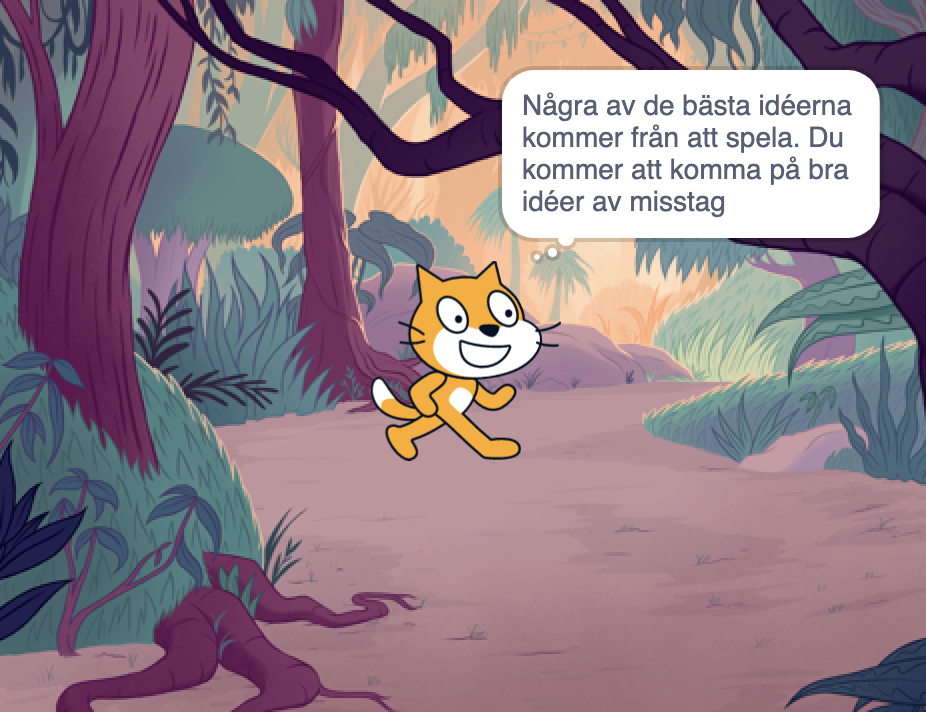 Några av de bästa idéerna
kommer från att spela. Du
kommer att komma på bra
idéer av misstag